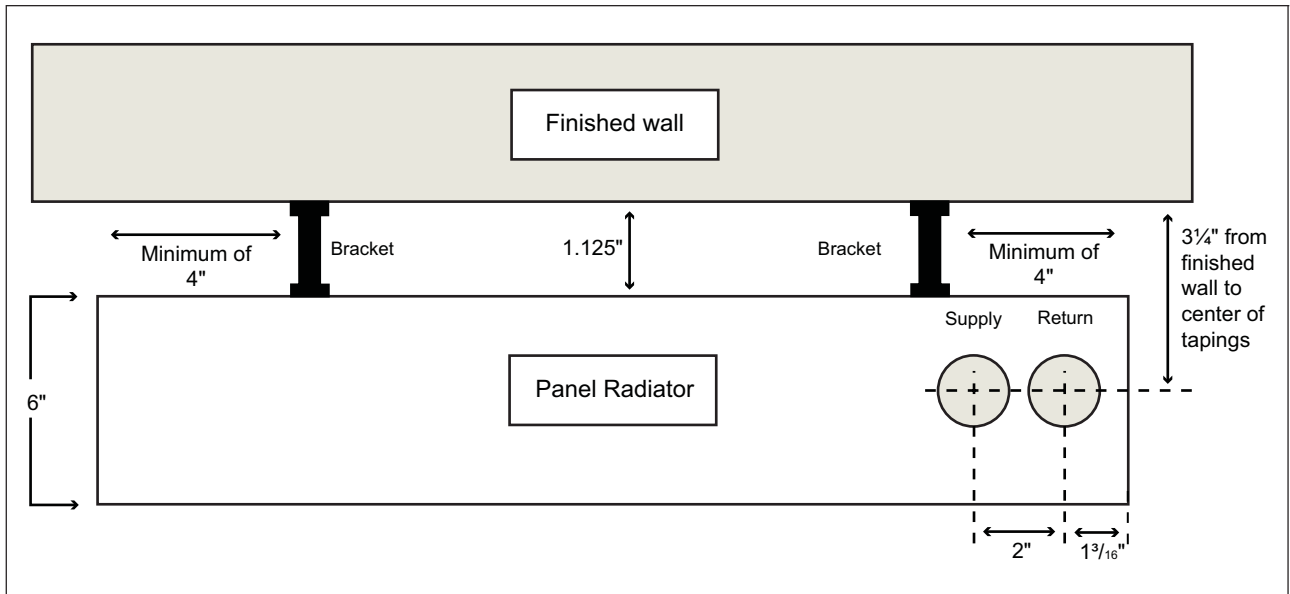 Finished wall
Minimum of
4"
Bracket
1.125"
Bracket
Minimum of
4"
3¼" from
finished
wall to
center of
tapings
Supply
Return
6"
Panel Radiator
2"
1³/₁₆"